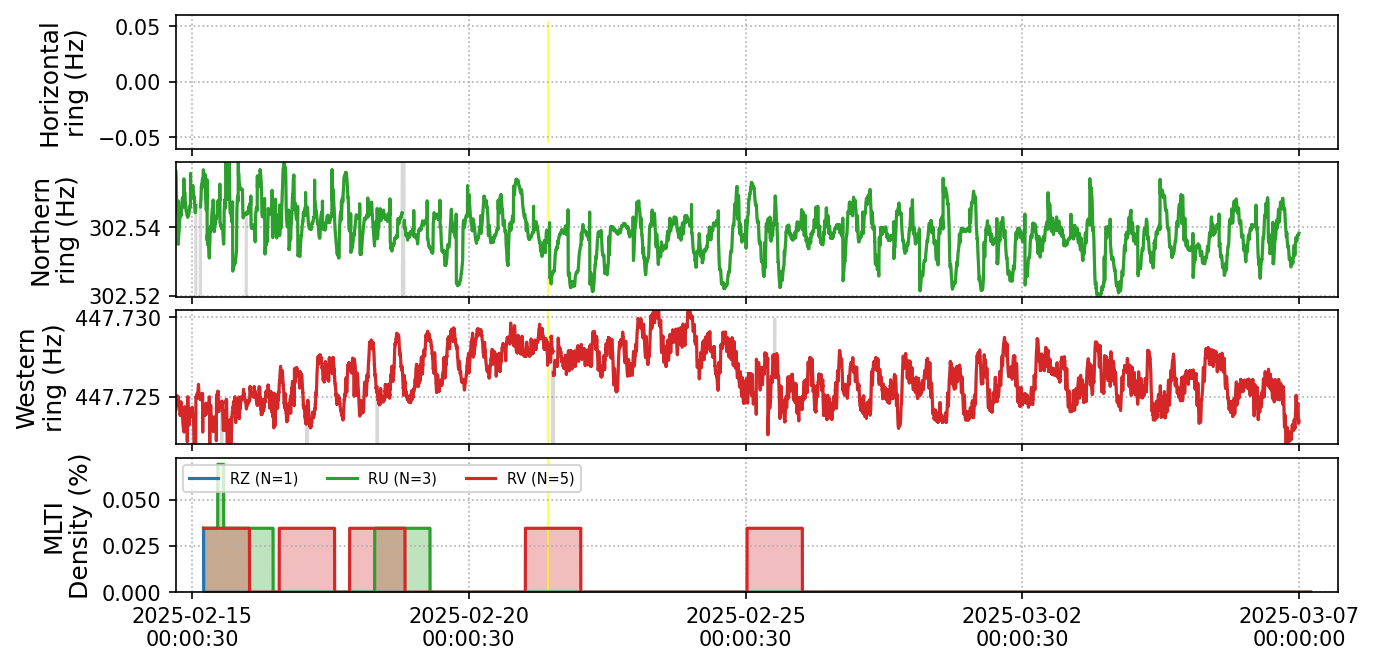 Horizontal
ring (Hz)
0.05
0.00
−0.05
Northern
ring (Hz)
302.54
302.52
Western
ring (Hz)
447.730
447.725
MLTI
Density (%)
0.050
0.025
0.000
RZ (N=1) RU (N=3) RV (N=5)
2025-02-15 2025-02-20 2025-02-25 2025-03-02 2025-03-07
00:00:30 00:00:30 00:00:30 00:00:30 00:00:00